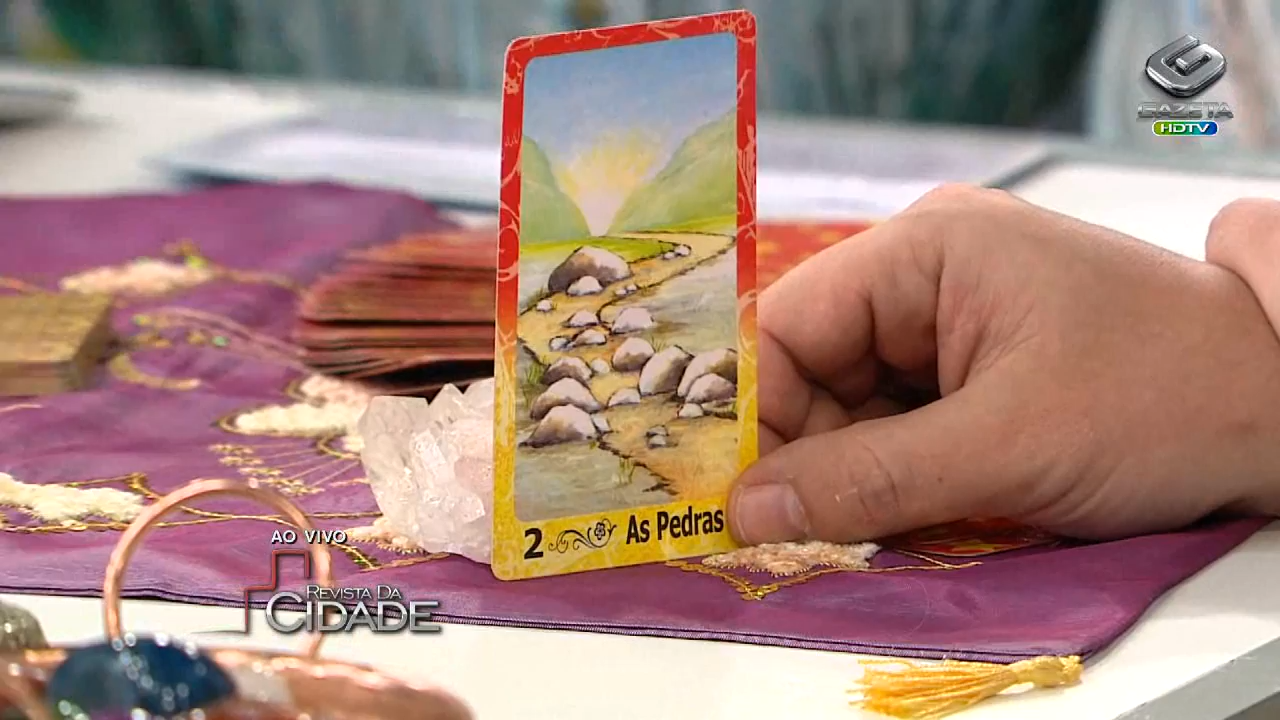 GAZETA
HDTV
2 As Pedras
AO VIVO
REVISTA DA
CIDADE